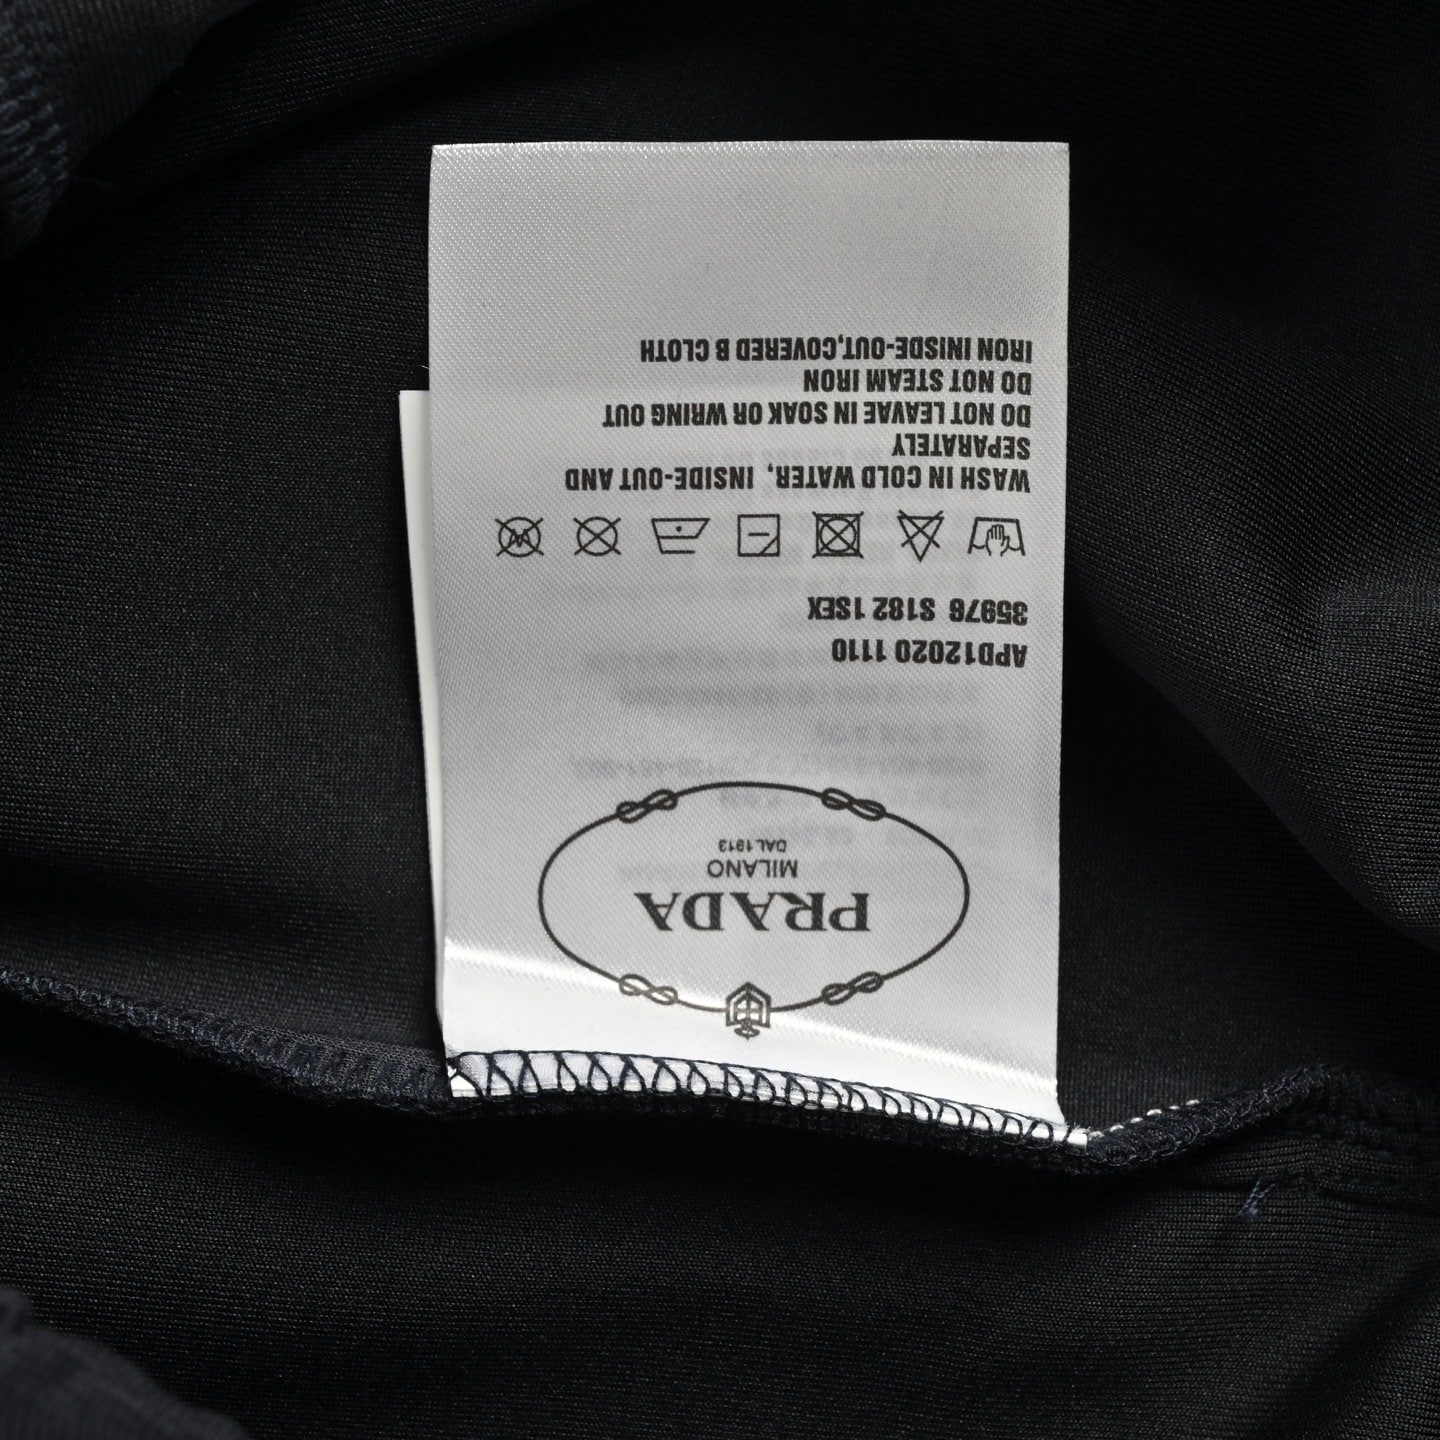 PRADA
MILANO
DAL 1913
APD12020 1110
35976 S182 1SEX
WASH IN COLD WATER, INSIDE-OUT AND
SEPARATELY
DO NOT LEAVAE IN SOAK OR WRING OUT
DO NOT STEAM IRON
IRON INISDE-OUT,COVERED B CLOTH